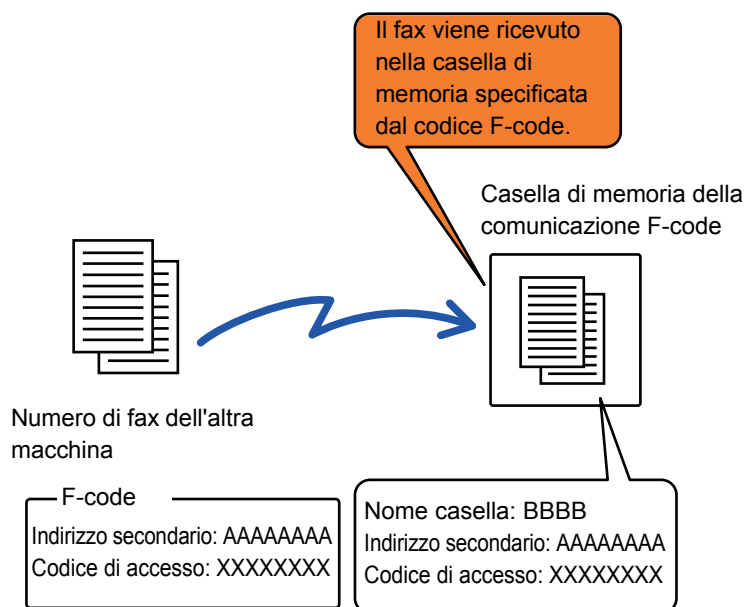 Il fax viene ricevuto
nella casella di
memoria specificata
dal codice F-code.
Casella di memoria della
comunicazione F-code
Numero di fax dell'altra
macchina
F-code
Indirizzo secondario: AAAAAAAA
Codice di accesso: XXXXXXXX
Nome casella: BBBB
Indirizzo secondario: AAAAAAAA
Codice di accesso: XXXXXXXX